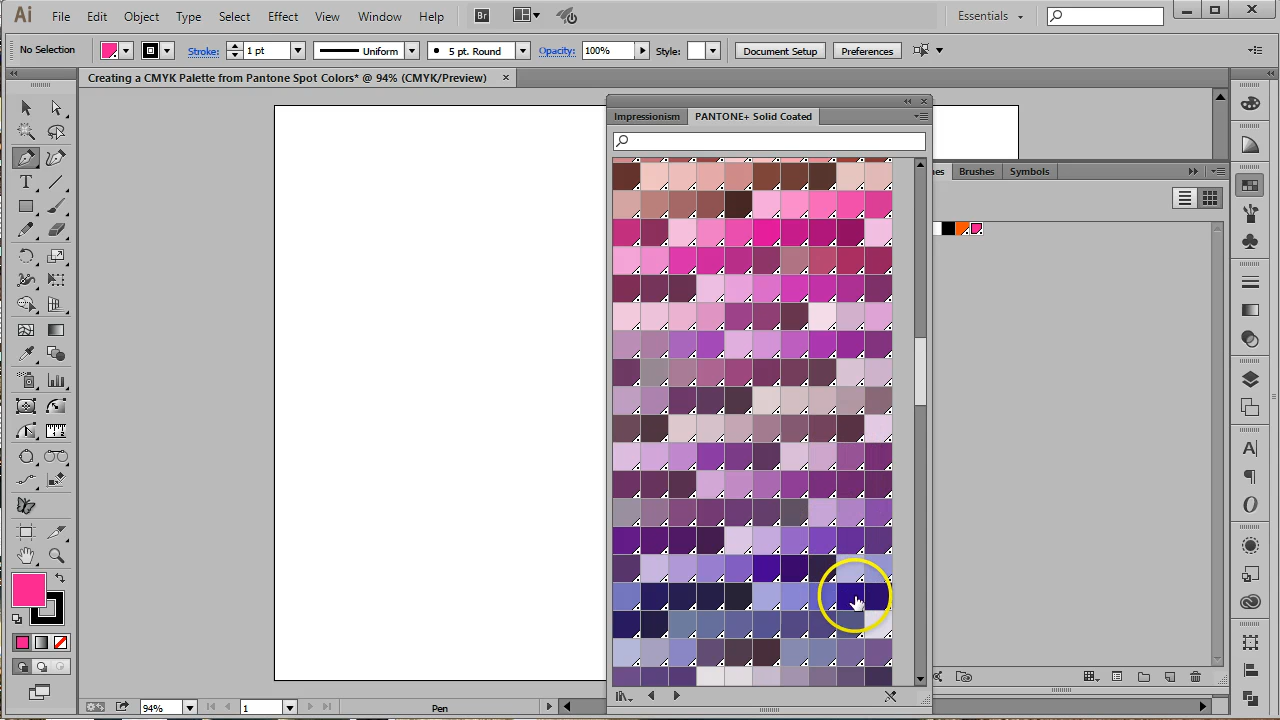 Ai File Edit Object Type Select Effect View Window Help Br Essentials
No Selection Stroke: 1 pt Uniform 5 pt. Round Opacity: 100% Style: Document Setup Preferences
Creating a CMYK Palette from Pantone Spot Colors* @ 94% (CMYK/Preview)
Impressionism PANTONE+ Solid Coated
Brushes Symbols
94% 1 Pen